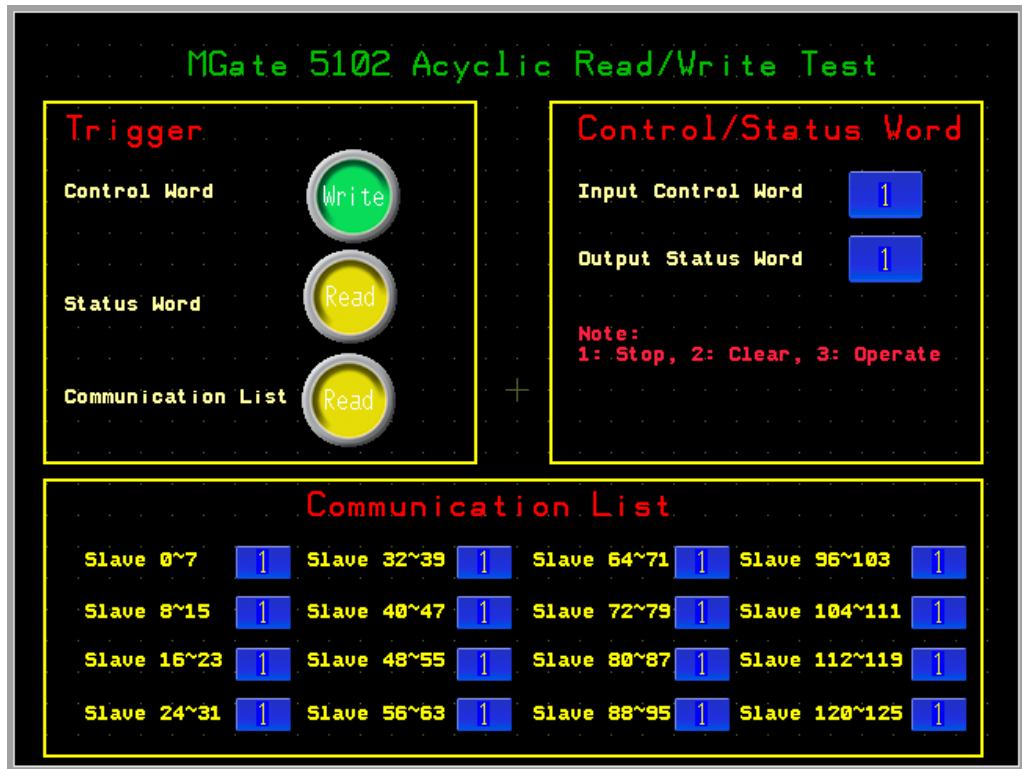 MGate 5102 Acyclic Read/Write Test
Trigger
Control Word
Write
Status Word
Read
Communication List
Read
Control/Status Word
Input Control Word 1
Output Status Word 1
Note:
1: Stop, 2: Clear, 3: Operate
Communication List
Slave 0~7 1 Slave 32~39 1 Slave 64~71 1 Slave 96~103 1
Slave 8~15 1 Slave 40~47 1 Slave 72~79 1 Slave 104~111 1
Slave 16~23 1 Slave 48~55 1 Slave 80~87 1 Slave 112~119 1
Slave 24~31 1 Slave 56~63 1 Slave 88~95 1 Slave 120~125 1